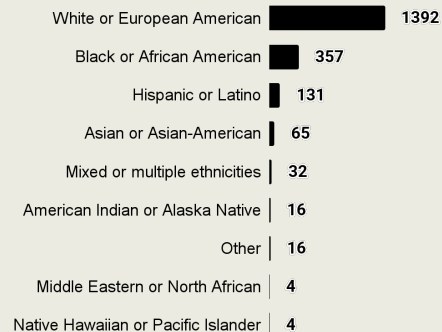 White or European American 1392
Black or African American 357
Hispanic or Latino 131
Asian or Asian-American 65
Mixed or multiple ethnicities 32
American Indian or Alaska Native 16
Other 16
Middle Eastern or North African 4
Native Hawaiian or Pacific Islander 4